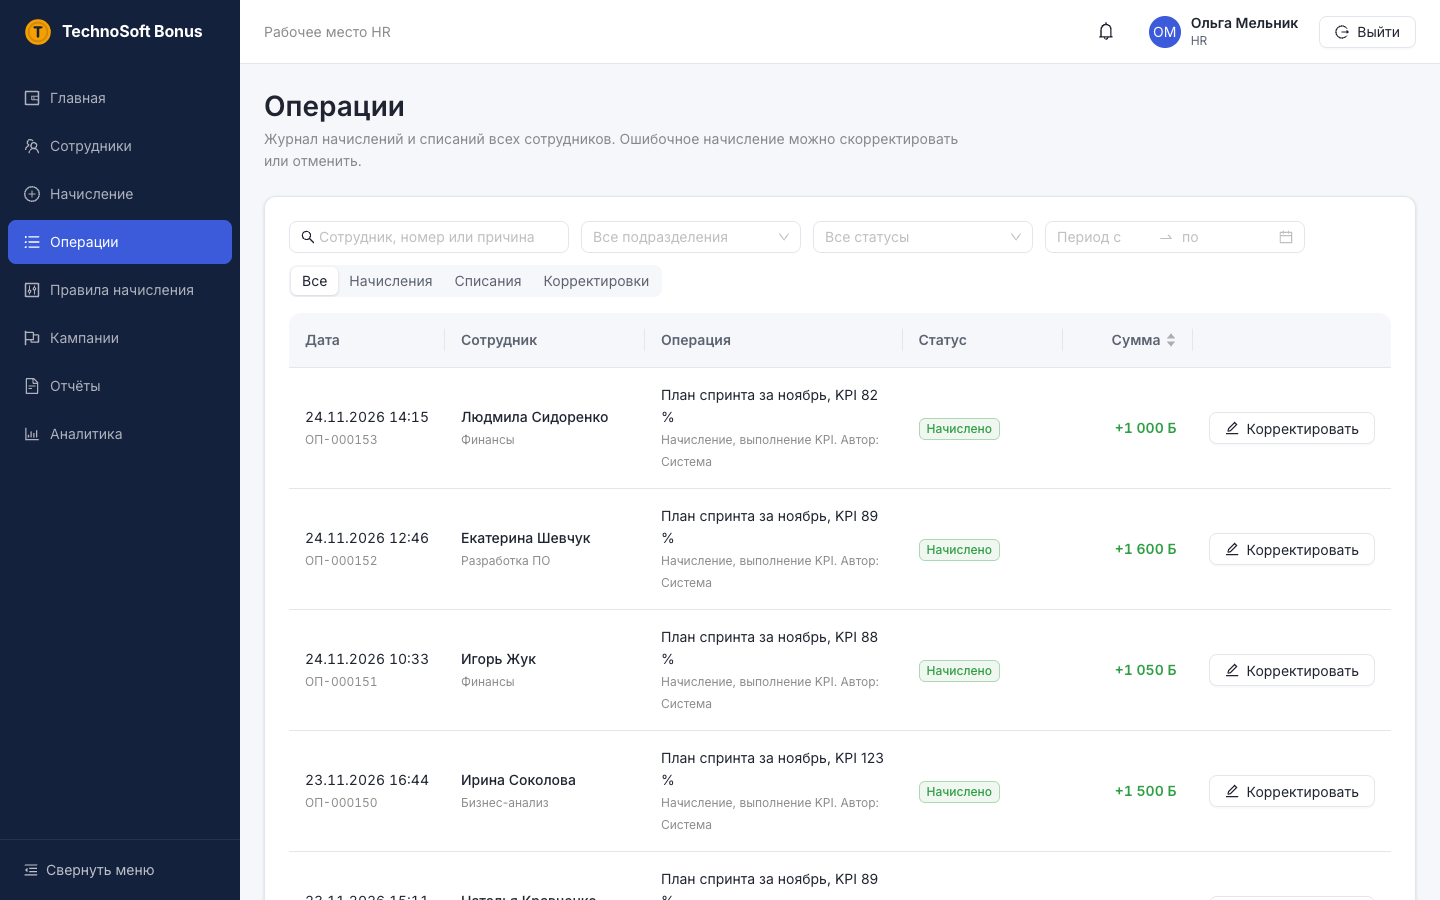 TechnoSoft Bonus
Рабочее место HR
ОМ
Ольга Мельник
HR
Выйти
Главная
Сотрудники
Начисление
Операции
Правила начисления
Кампании
Отчёты
Аналитика
Свернуть меню
Операции
Журнал начислений и списаний всех сотрудников. Ошибочное начисление можно скорректировать
или отменить.
Сотрудник, номер или причина
Все подразделения
Все статусы
Период с
по
Все
Начисления
Списания
Корректировки
Дата
Сотрудник
Операция
Статус
Сумма
24.11.2026 14:15
ОП-000153
Людмила Сидоренко
Финансы
План спринта за ноябрь, KPI 82
%
Начисление, выполнение KPI. Автор:
Система
Начислено
+1 000 Б
Корректировать
24.11.2026 12:46
ОП-000152
Екатерина Шевчук
Разработка ПО
План спринта за ноябрь, KPI 89
%
Начисление, выполнение KPI. Автор:
Система
Начислено
+1 600 Б
Корректировать
24.11.2026 10:33
ОП-000151
Игорь Жук
Финансы
План спринта за ноябрь, KPI 88
%
Начисление, выполнение KPI. Автор:
Система
Начислено
+1 050 Б
Корректировать
23.11.2026 16:44
ОП-000150
Ирина Соколова
Бизнес-анализ
План спринта за ноябрь, KPI 123
%
Начисление, выполнение KPI. Автор:
Система
Начислено
+1 500 Б
Корректировать
План спринта за ноябрь, KPI 89